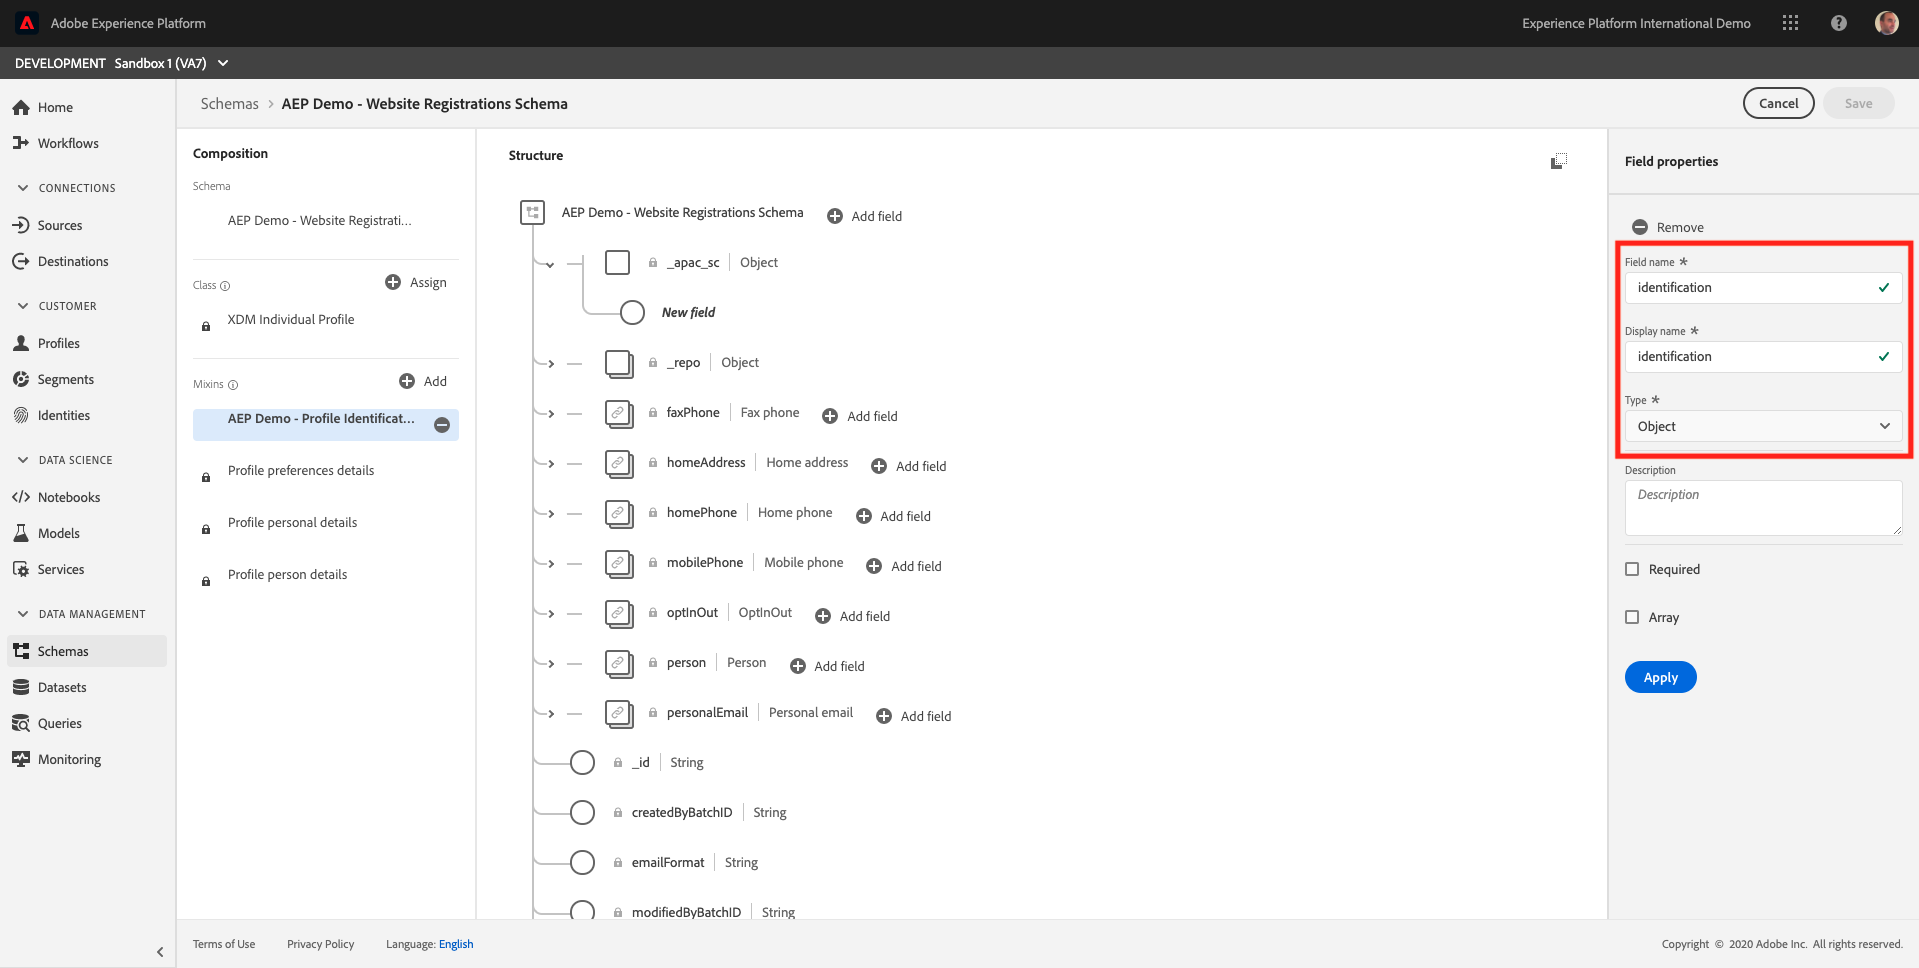 Adobe Experience Platform
Experience Platform International Demo
DEVELOPMENT Sandbox 1 (VA7)
Home
Workflows
CONNECTIONS
Sources
Destinations
CUSTOMER
Profiles
Segments
Identities
DATA SCIENCE
Notebooks
Models
Services
DATA MANAGEMENT
Schemas
Datasets
Queries
Monitoring
Schemas > AEP Demo - Website Registrations Schema
Cancel
Save
Composition
Schema
AEP Demo - Website Registrati...
Class
Assign
XDM Individual Profile
Mixins
Add
AEP Demo - Profile Identificat...
Profile preferences details
Profile personal details
Profile person details
Structure
AEP Demo - Website Registrations Schema Add field
_apac_sc Object
New field
_repo Object
faxPhone Fax phone Add field
homeAddress Home address Add field
homePhone Home phone Add field
mobilePhone Mobile phone Add field
optInOut OptInOut Add field
person Person Add field
personalEmail Personal email Add field
_id String
createdByBatchID String
emailFormat String
modifiedByBatchID String
Field properties
Remove
Field name *
identification
Display name *
identification
Type *
Object
Description
Description
Required
Array
Apply
Terms of Use Privacy Policy Language: English
Copyright © 2020 Adobe Inc. All rights reserved.